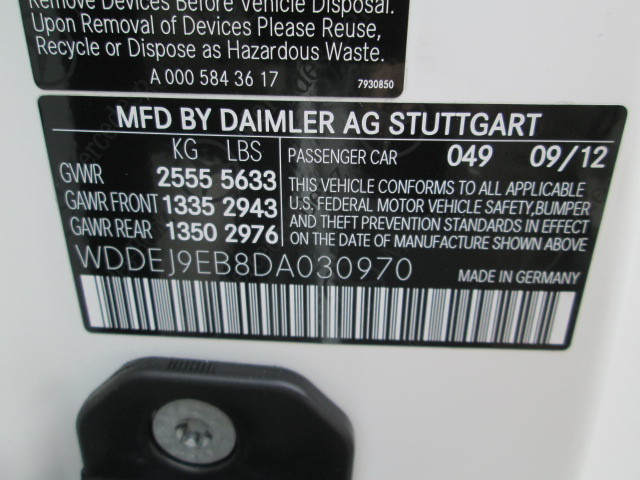 Remove Devices Before Vehicle Disposal.
Upon Removal of Devices Please Reuse,
Recycle or Dispose as Hazardous Waste.
A 000 584 36 17 7930850
MFD BY DAIMLER AG STUTTGART
KG LBS PASSENGER CAR 049 09/12
GVWR 2555 5633 THIS VEHICLE CONFORMS TO ALL APPLICABLE
GAWR FRONT 1335 2943 U.S. FEDERAL MOTOR VEHICLE SAFETY, BUMPER
GAWR REAR 1350 2976 AND THEFT PREVENTION STANDARDS IN EFFECT
ON THE DATE OF MANUFACTURE SHOWN ABOVE
WDDEJ9EB8DA030970 MADE IN GERMANY